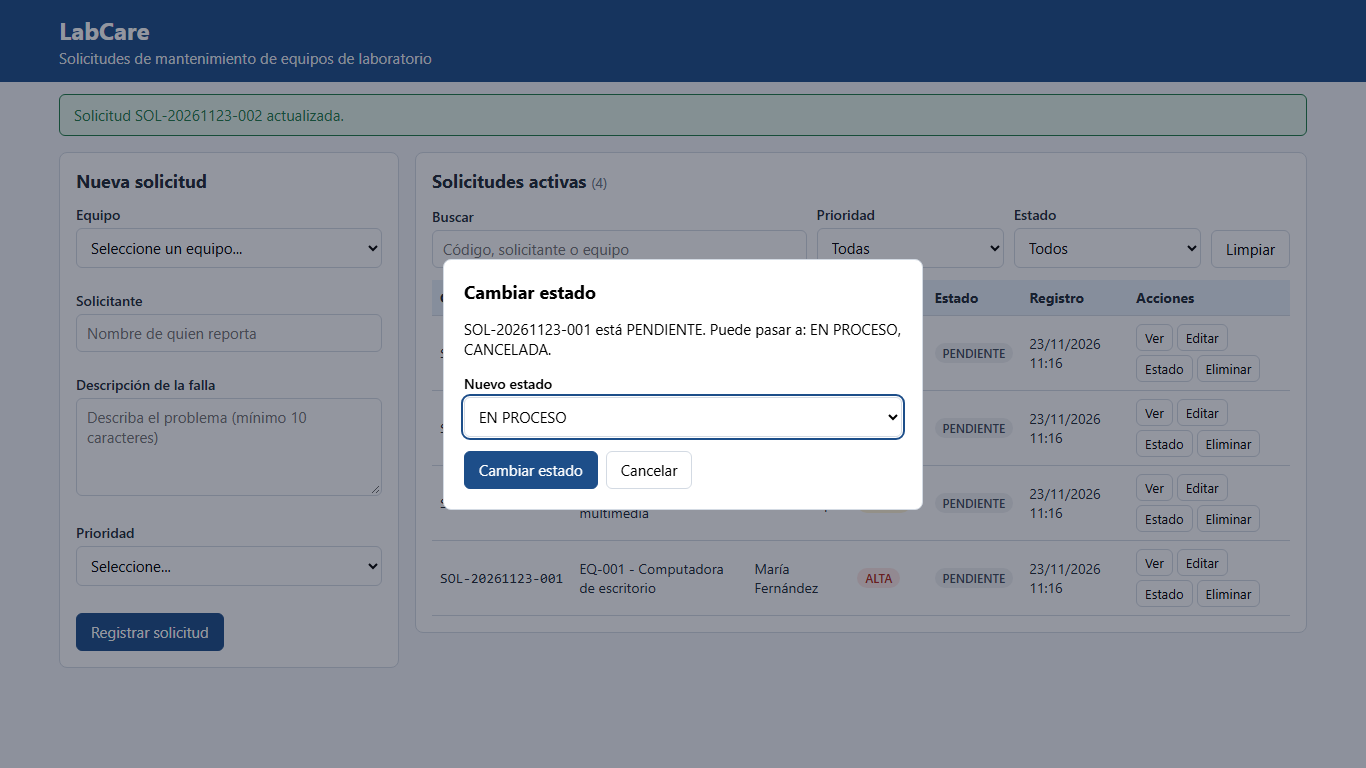 LabCare
Solicitudes de mantenimiento de equipos de laboratorio
Solicitud SOL-20261123-002 actualizada.
Nueva solicitud
Equipo
Seleccione un equipo...
Solicitante
Nombre de quien reporta
Descripción de la falla
Describa el problema (mínimo 10
caracteres)
Prioridad
Seleccione...
Registrar solicitud
Solicitudes activas (4)
Buscar
Prioridad
Estado
Código, solicitante o equipo
Todas
Todos
Limpiar
Estado
Registro
Acciones
PENDIENTE
23/11/2026
11:16
Ver
Editar
Estado
Eliminar
PENDIENTE
23/11/2026
11:16
Ver
Editar
Estado
Eliminar
multimedia
PENDIENTE
23/11/2026
11:16
Ver
Editar
Estado
Eliminar
SOL-20261123-001
EQ-001 - Computadora
de escritorio
María
Fernández
ALTA
PENDIENTE
23/11/2026
11:16
Ver
Editar
Estado
Eliminar
Cambiar estado
SOL-20261123-001 está PENDIENTE. Puede pasar a: EN PROCESO,
CANCELADA.
Nuevo estado
EN PROCESO
Cambiar estado
Cancelar